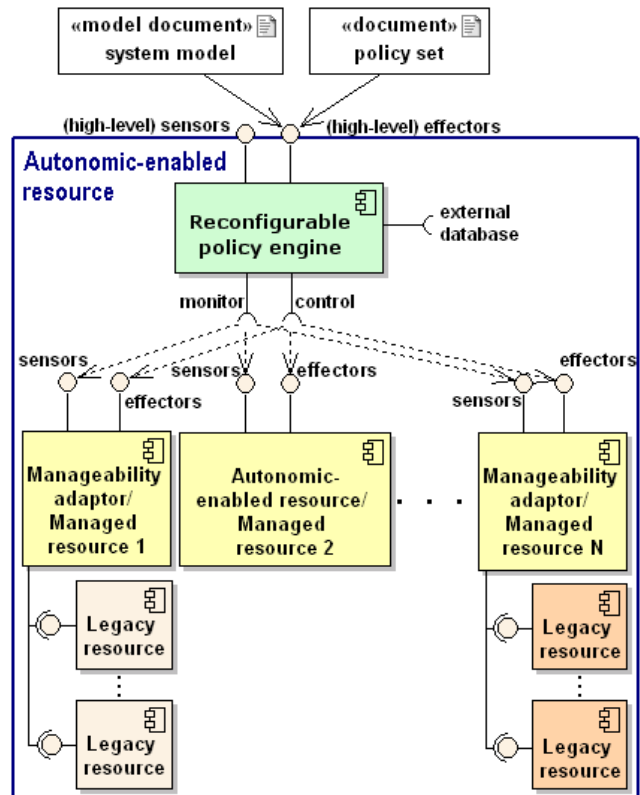 «model document»
system model
«document»
policy set
(high-level) sensors
(high-level) effectors
Autonomic-enabled
resource
Reconfigurable
policy engine
external
database
monitor
control
sensors
effectors
sensors
effectors
sensors
effectors
Manageability
adaptor/
Managed
resource 1
Autonomic-
enabled resource/
Managed
resource 2
Manageability
adaptor/
Managed
resource N
Legacy
resource
Legacy
resource
Legacy
resource
Legacy
resource